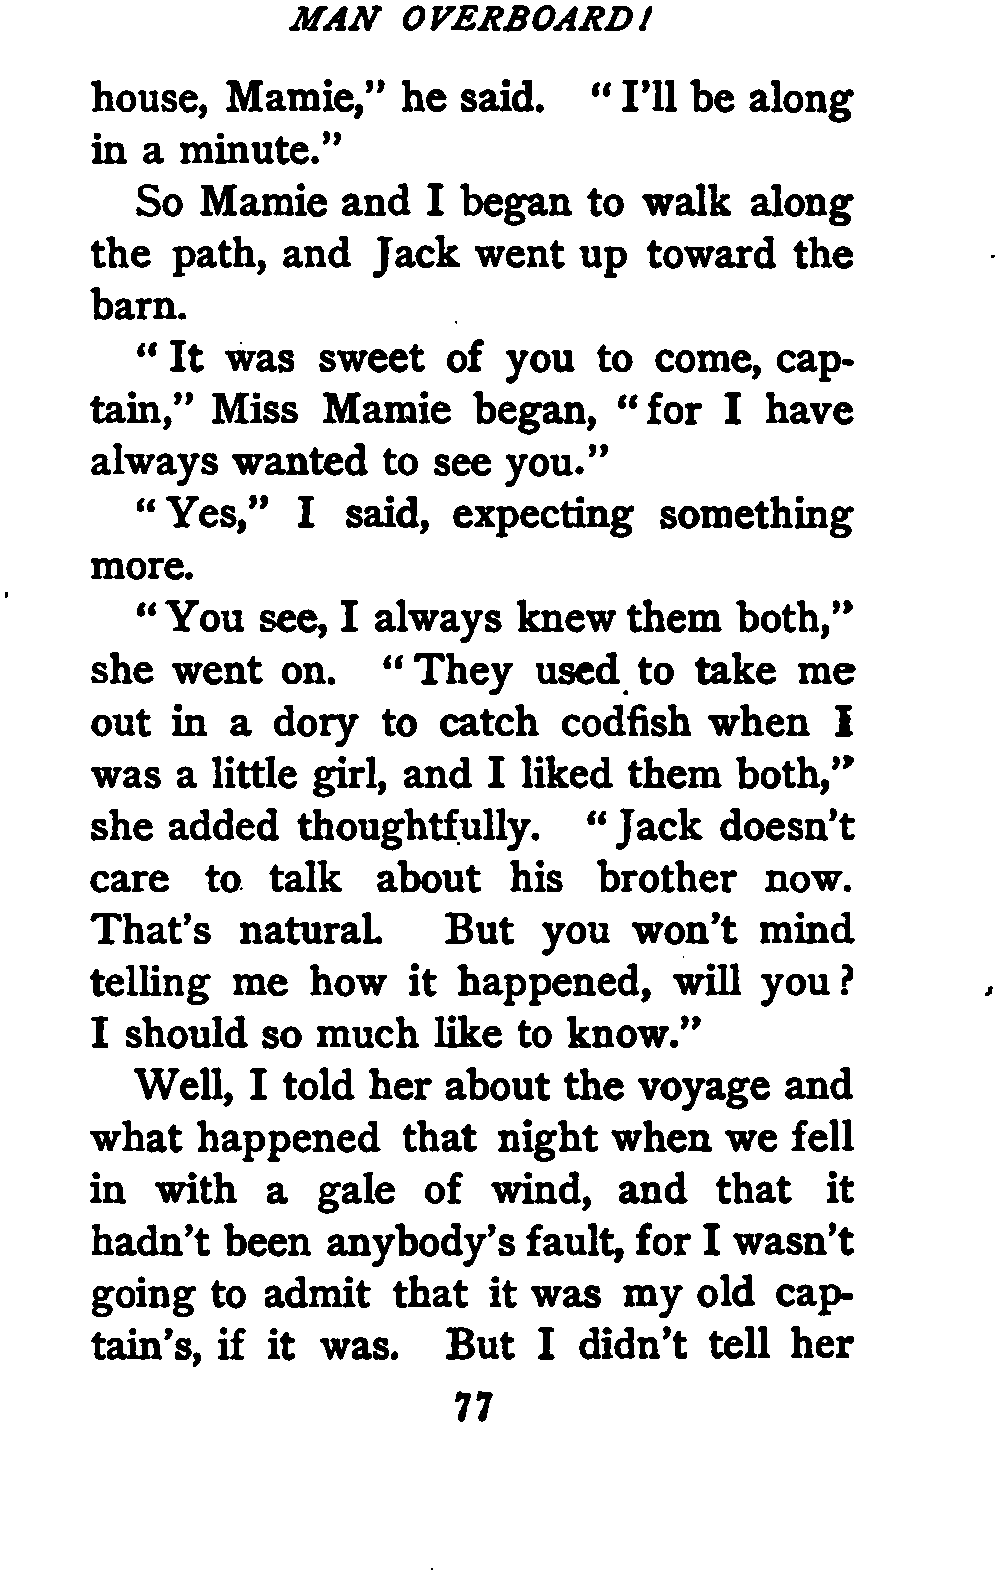 MAN OVERBOARD!
house, Mamie," he said. "I'll be along
in a minute."
So Mamie and I began to walk along
the path, and Jack went up toward the
barn.
"It was sweet of you to come, cap-
tain," Miss Mamie began, "for I have
always wanted to see you."
"Yes," I said, expecting something
more.
"You see, I always knew them both,"
she went on. "They used to take me
out in a dory to catch codfish when I
was a little girl, and I liked them both,"
she added thoughtfully. "Jack doesn't
care to talk about his brother now.
That's natural. But you won't mind
telling me how it happened, will you?
I should so much like to know."
Well, I told her about the voyage and
what happened that night when we fell
in with a gale of wind, and that it
hadn't been anybody's fault, for I wasn't
going to admit that it was my old cap-
tain's, if it was. But I didn't tell her
77